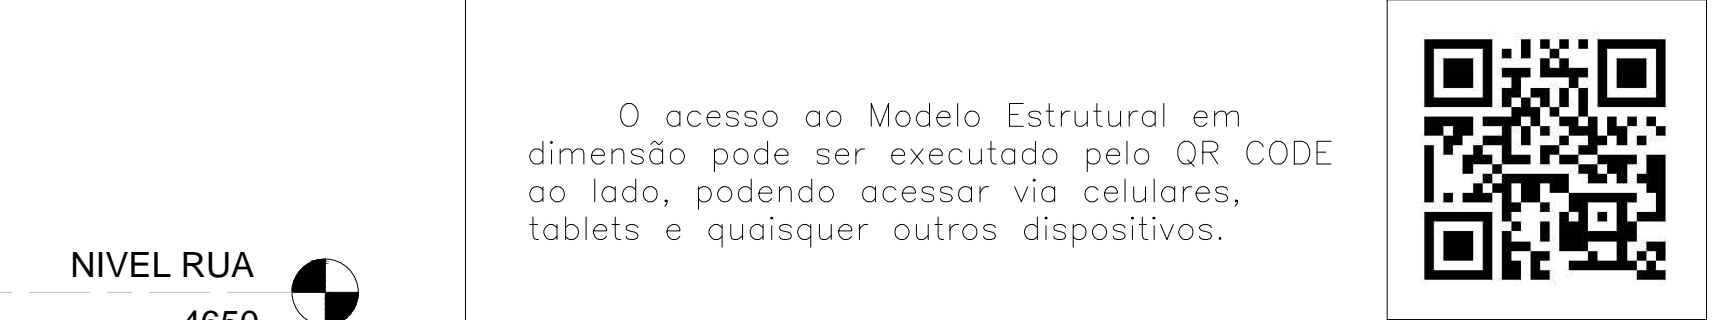 O acesso ao Modelo Estrutural em
dimensão pode ser executado pelo QR CODE
ao lado, podendo acessar via celulares,
tablets e quaisquer outros dispositivos.
NIVEL RUA